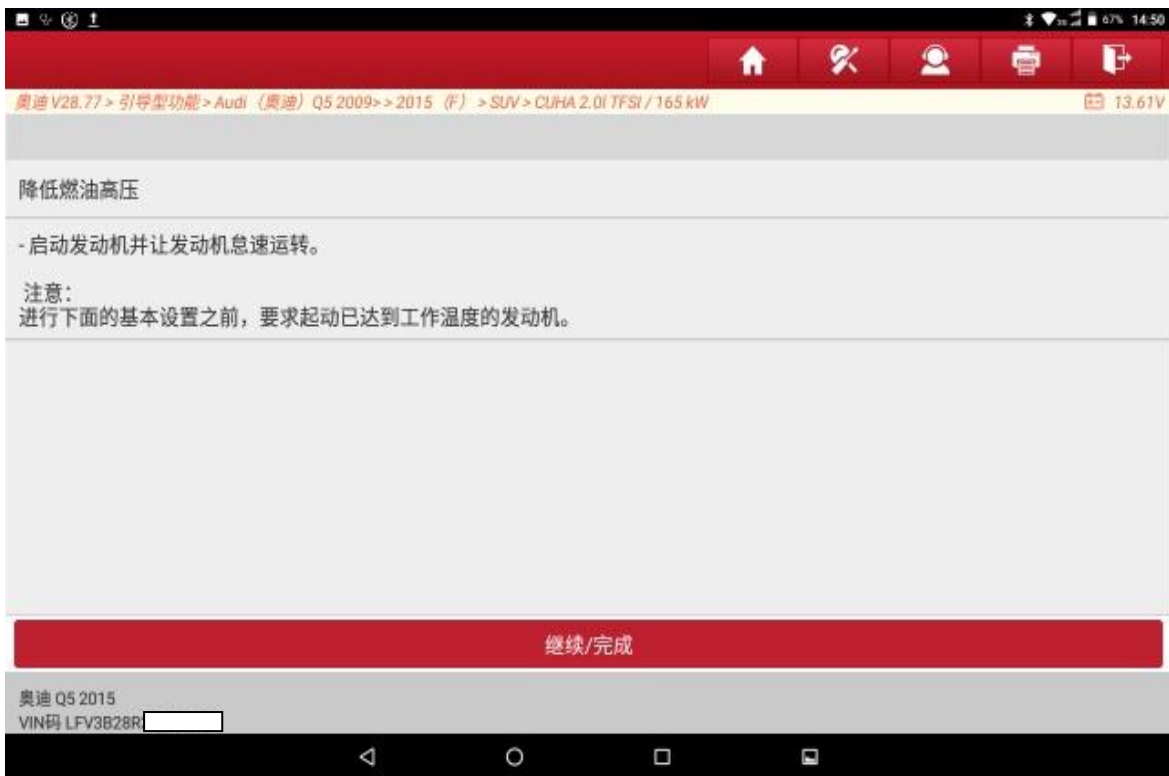 67% 14:50
奥迪 V28.77 > 引导型功能 > Audi（奥迪）Q5 2009> > 2015（F）> SUV > CUHA 2.0l TFSI / 165 kW
13.61V
降低燃油高压
- 启动发动机并让发动机怠速运转。
注意：
进行下面的基本设置之前，要求起动已达到工作温度的发动机。
继续/完成
奥迪 Q5 2015
VIN码 LFV3B28R